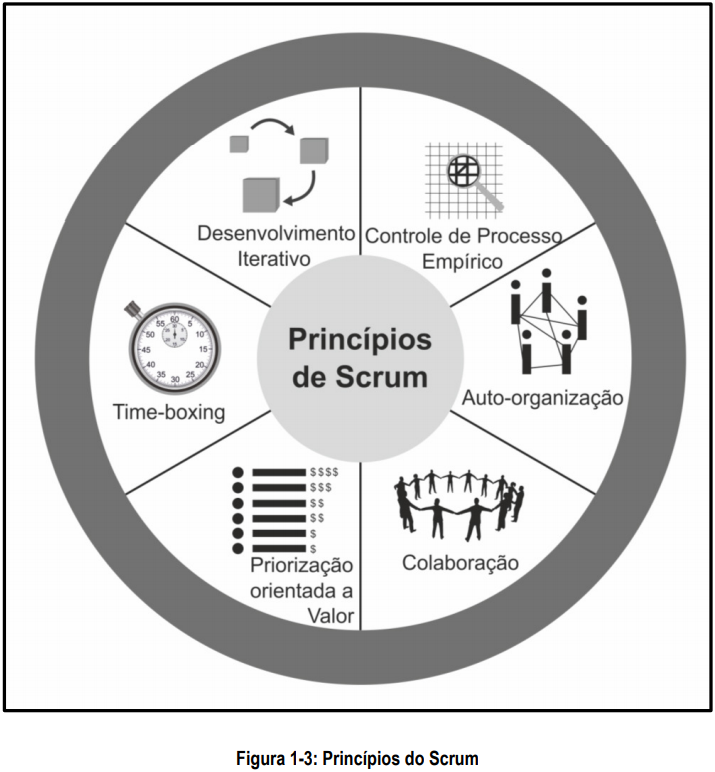 Desenvolvimento
Iterativo
Controle de Processo
Empírico
Princípios
de Scrum
Auto-organização
Colaboração
$$$$
$$$
$$
$$
$
$
Priorização
orientada a
Valor
60
5
10
15
20
25
30
35
40
45
50
55
Time-boxing
Figura 1-3: Princípios do Scrum